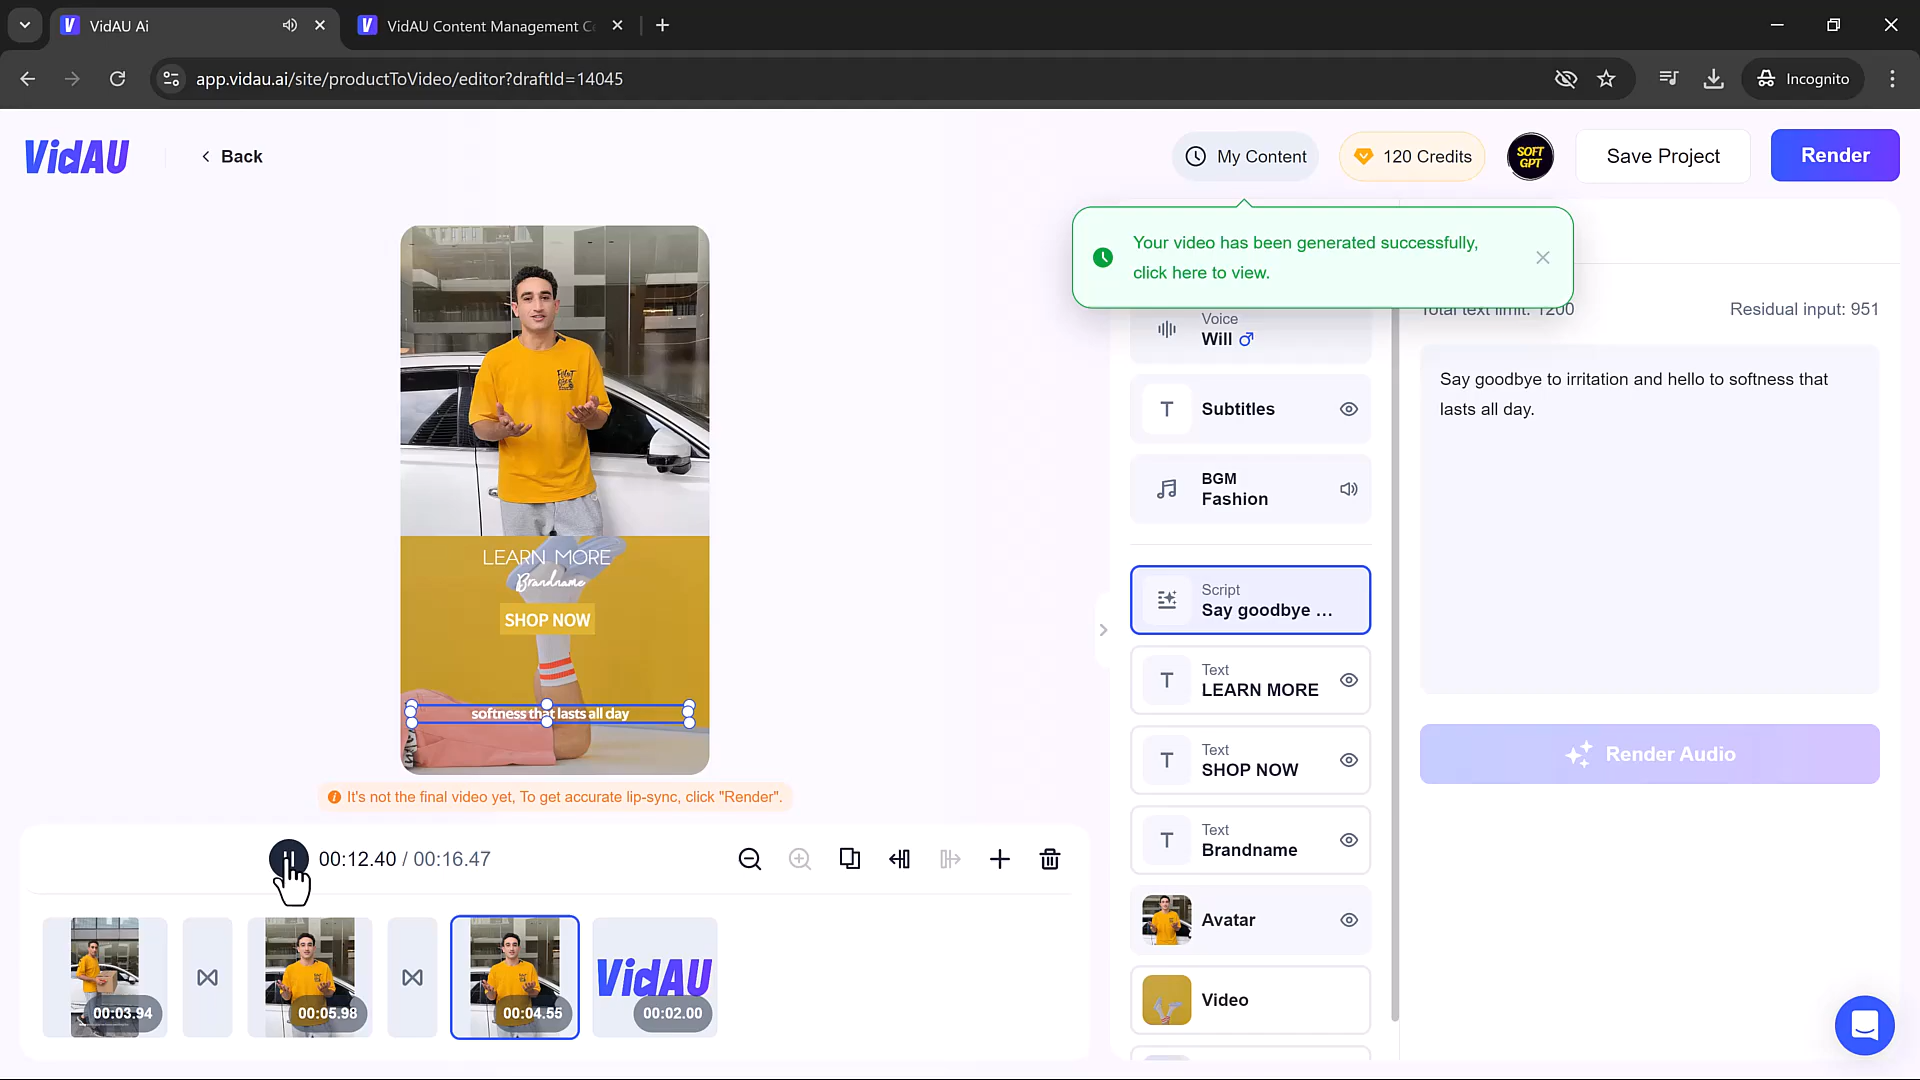 VidAU Ai
VidAU Content Management C
app.vidau.ai/site/productToVideo/editor?draftId=14045
Incognito
VidAU
Back
My Content
120 Credits
SOFT
GPT
Save Project
Render
Your video has been generated successfully,
click here to view.
Total text limit: 1200
Residual input: 951
Voice
Will
Say goodbye to irritation and hello to softness that
lasts all day.
T
Subtitles
BGM
Fashion
LEARN MORE
Brandname
SHOP NOW
softness that lasts all day
Script
Say goodbye ...
T
Text
LEARN MORE
T
Text
SHOP NOW
T
Text
Brandname
Avatar
Video
Render Audio
It's not the final video yet, To get accurate lip-sync, click "Render".
00:12.40 / 00:16.47
00:03.94
00:05.98
00:04.55
VidAU
00:02.00